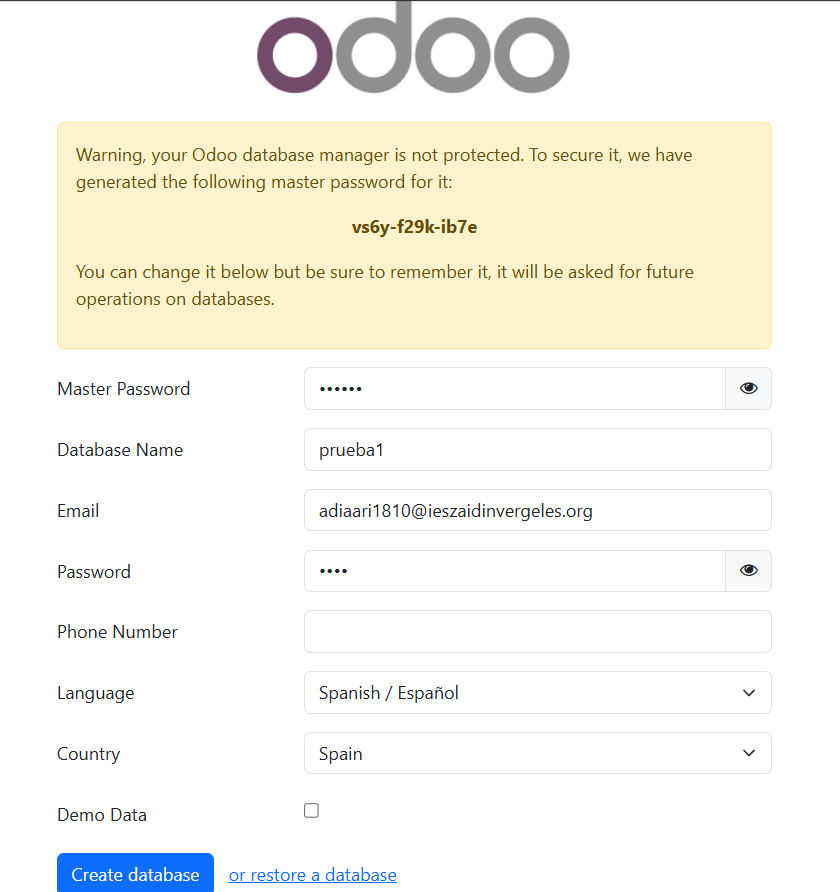 odoo
Warning, your Odoo database manager is not protected. To secure it, we have
generated the following master password for it:
vs6y-f29k-ib7e
You can change it below but be sure to remember it, it will be asked for future
operations on databases.
Master Password ••••••
Database Name prueba1
Email adiaari1810@ieszaidinvergeles.org
Password ••••
Phone Number
Language Spanish / Español
Country Spain
Demo Data
Create database or restore a database